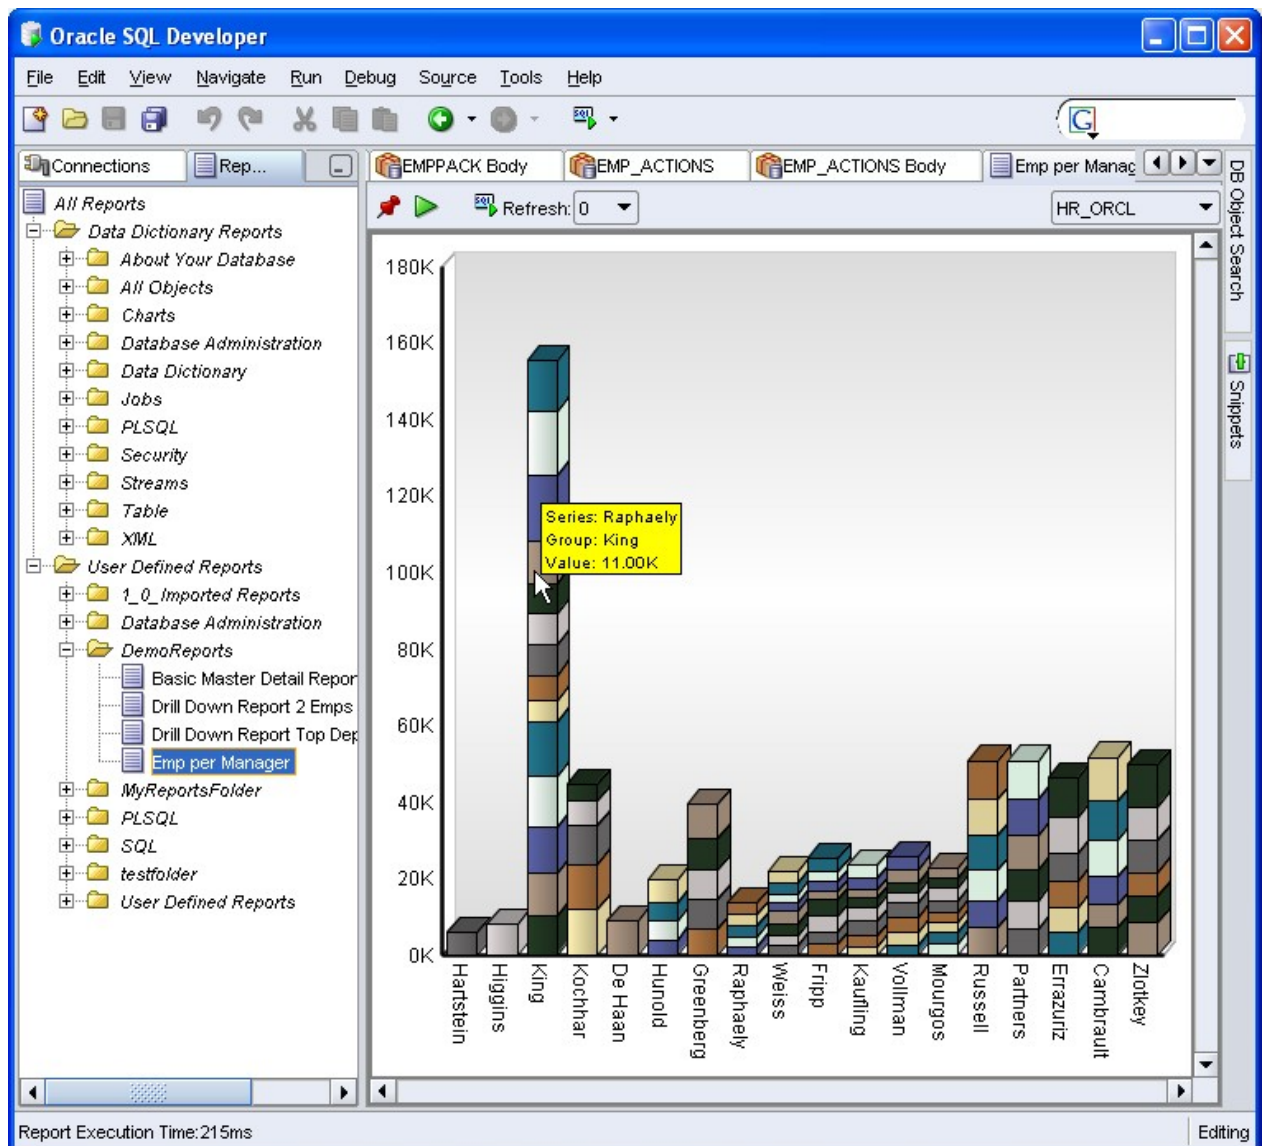 Oracle SQL Developer
File Edit View Navigate Run Debug Source Tools Help
Connections Rep...
EMPPACK Body EMP_ACTIONS EMP_ACTIONS Body Emp per Manag
SQL Refresh: 0 HR_ORCL
All Reports
Data Dictionary Reports
About Your Database
All Objects
Charts
Database Administration
Data Dictionary
Jobs
PLSQL
Security
Streams
Table
XML
User Defined Reports
1_0_Imported Reports
Database Administration
DemoReports
Basic Master Detail Repor
Drill Down Report 2 Emps
Drill Down Report Top Dep
Emp per Manager
MyReportsFolder
PLSQL
SQL
testfolder
User Defined Reports
180K
160K
140K
120K
100K
80K
60K
40K
20K
0K
Series: Raphaely
Group: King
Value: 11.00K
Hartstein
Higgins
King
Kochhar
De Haan
Hunold
Greenberg
Raphaely
Weiss
Fripp
Kaufling
Vollman
Mourgos
Russell
Partners
Errazuriz
Cambrault
Zlotkey
DB Object Search
Snippets
Report Execution Time:215ms Editing